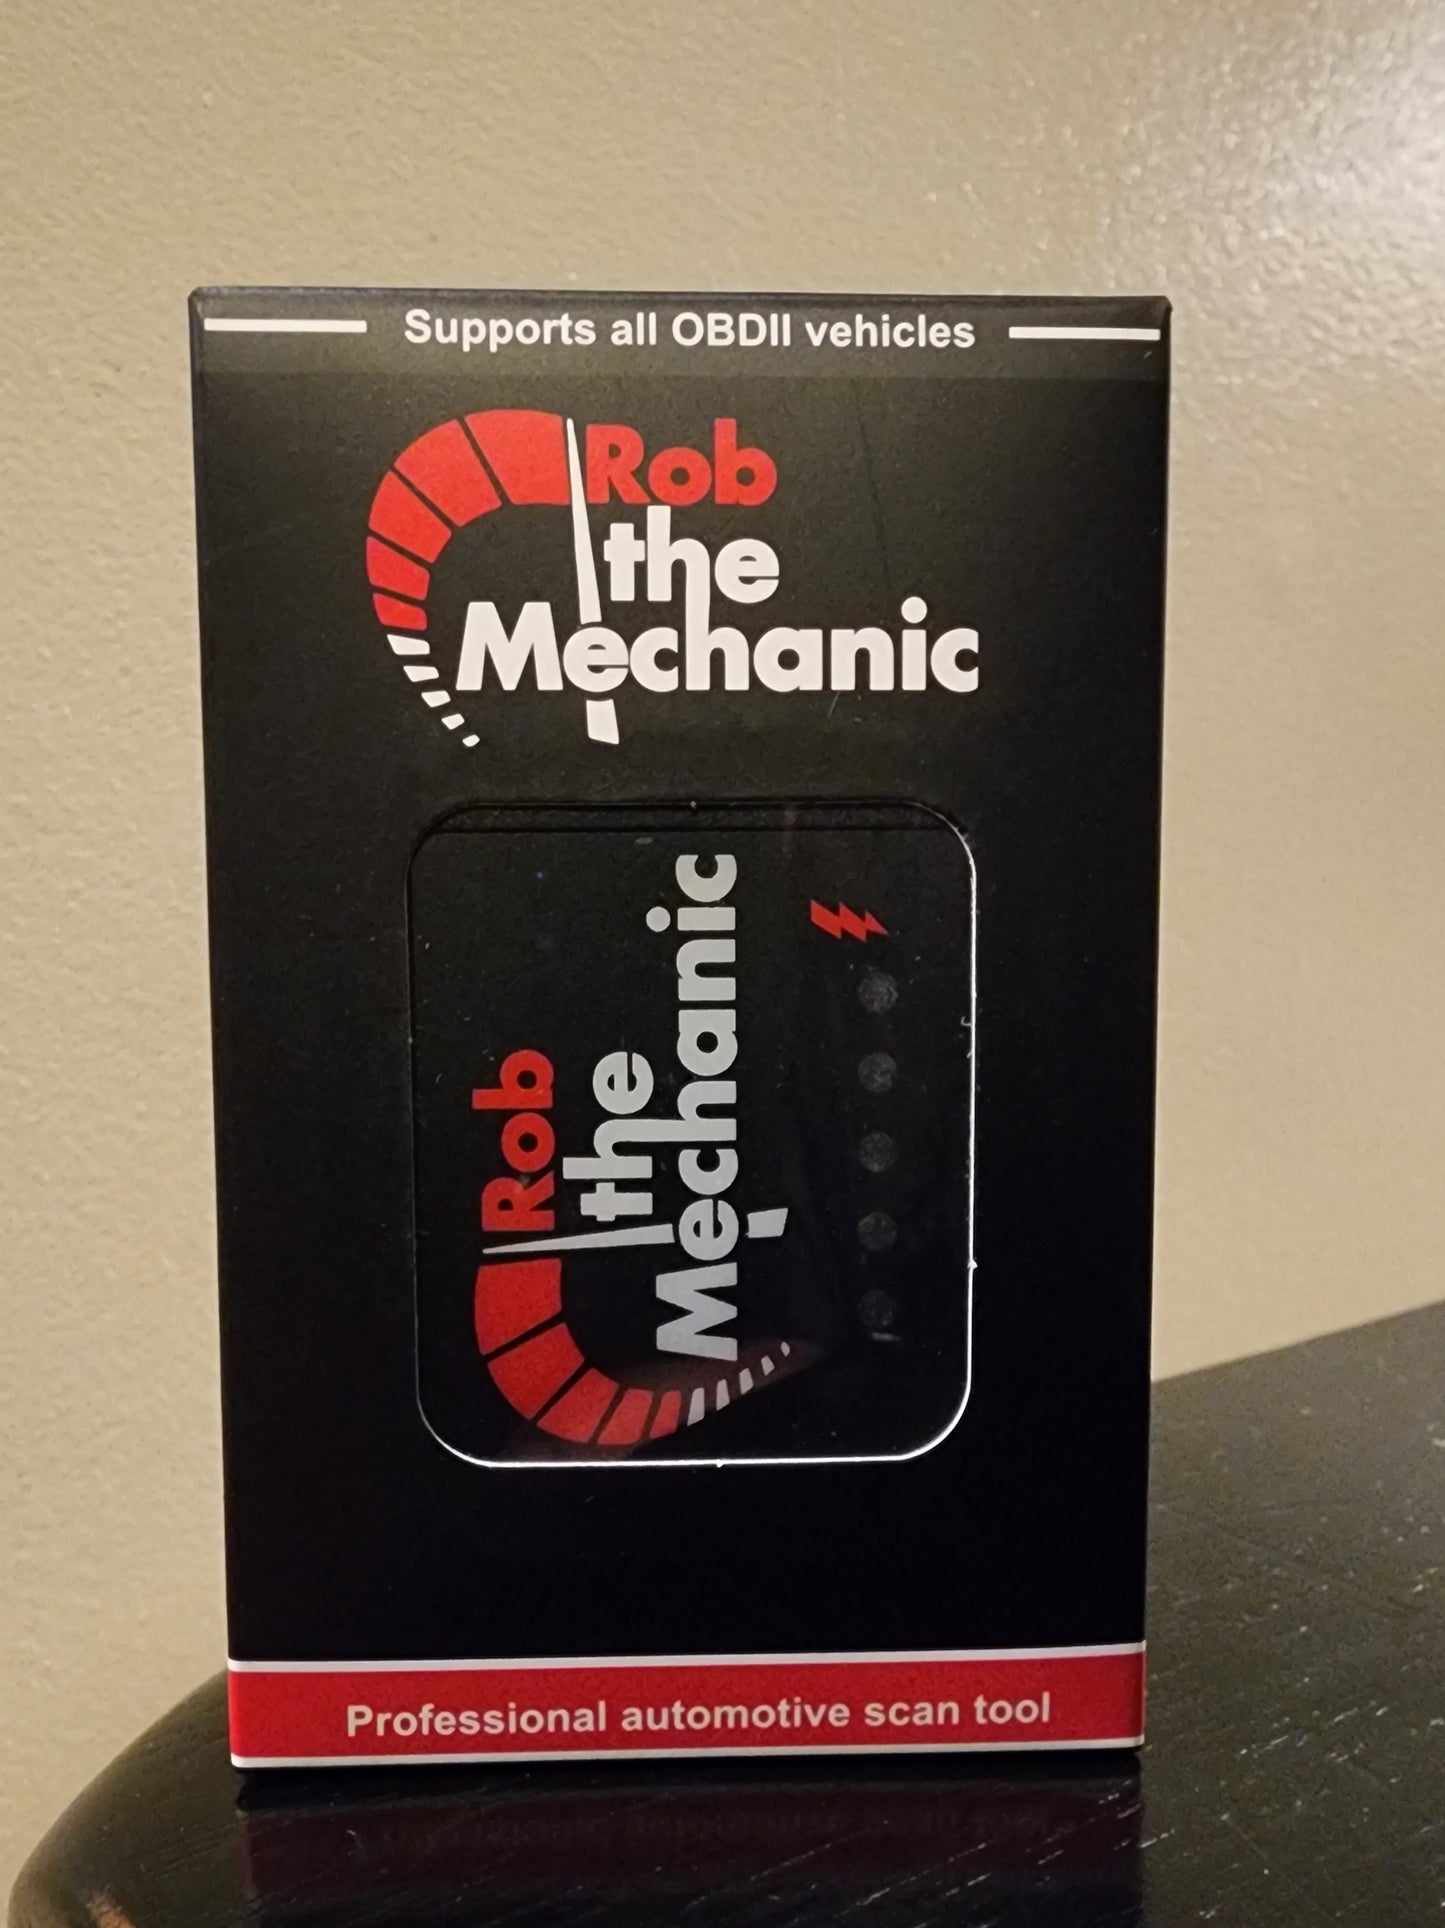 Supports all OBDII vehicles
Rob
the
Mechanic
Rob
the
Mechanic
Professional automotive scan tool